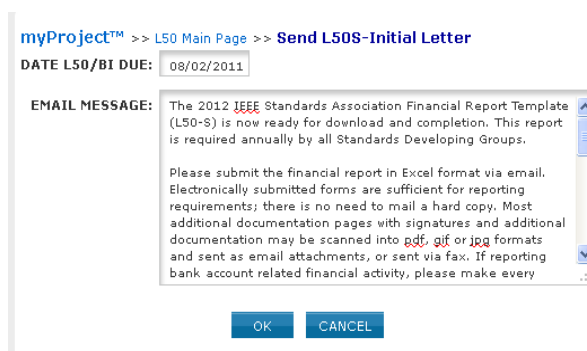 myProject™ >> L50 Main Page >> Send L50S-Initial Letter
DATE L50/BI DUE: 08/02/2011
EMAIL MESSAGE: The 2012 IEEE Standards Association Financial Report Template
(L50-S) is now ready for download and completion. This report
is required annually by all Standards Developing Groups.
Please submit the financial report in Excel format via email.
Electronically submitted forms are sufficient for reporting
requirements; there is no need to mail a hard copy. Most
additional documentation pages with signatures and additional
documentation may be scanned into pdf, gif or jpg formats
and sent as email attachments, or sent via fax. If reporting
bank account related financial activity, please make every
OK CANCEL